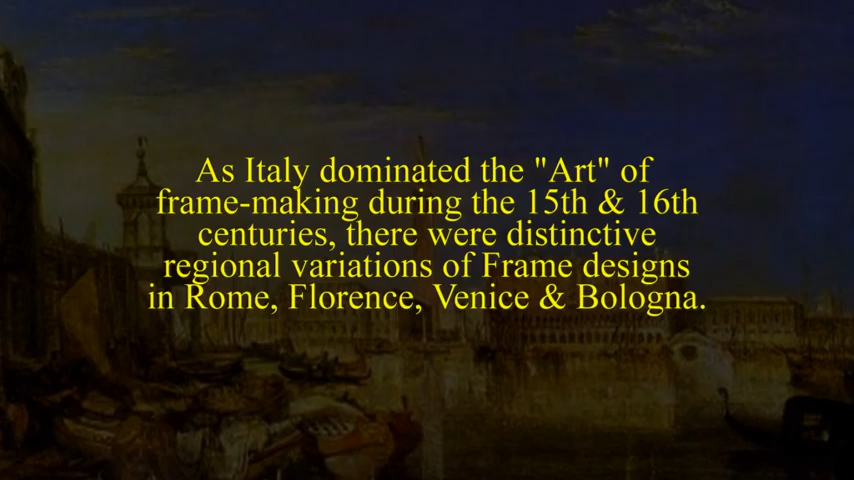 As Italy dominated the "Art" of
frame-making during the 15th & 16th
centuries, there were distinctive
regional variations of Frame designs
in Rome, Florence, Venice & Bologna.